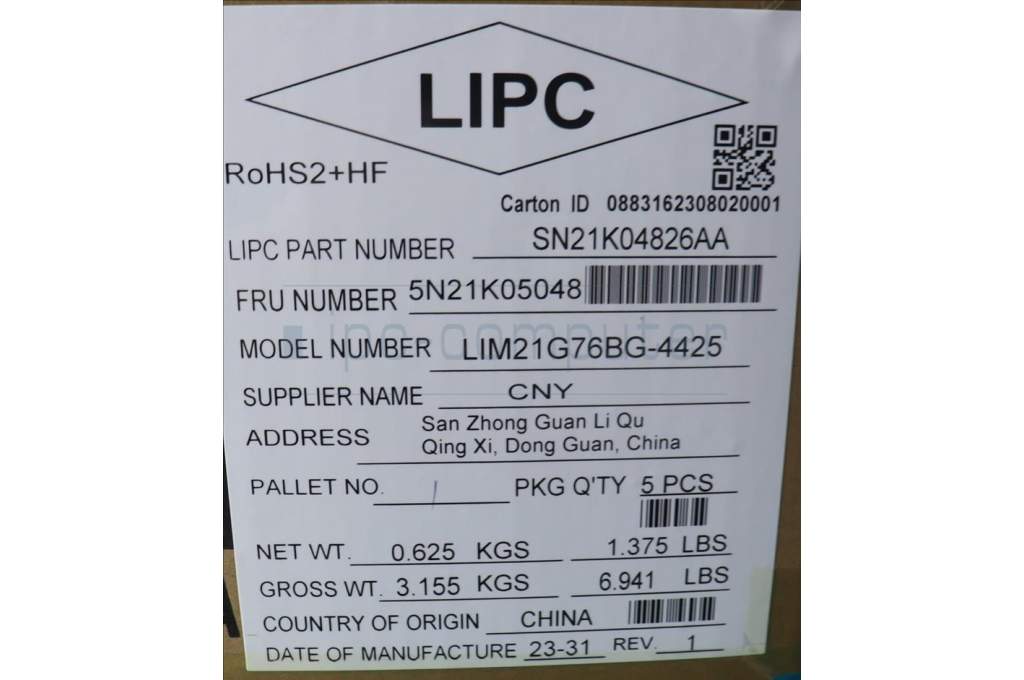 LIPC
RoHS2+HF
Carton ID 0883162308020001
LIPC PART NUMBER SN21K04826AA
FRU NUMBER 5N21K05048
ipc computer
MODEL NUMBER LIM21G76BG-4425
SUPPLIER NAME CNY
ADDRESS San Zhong Guan Li Qu
Qing Xi, Dong Guan, China
PALLET NO. / PKG Q'TY 5 PCS
NET WT. 0.625 KGS 1.375 LBS
GROSS WT. 3.155 KGS 6.941 LBS
COUNTRY OF ORIGIN CHINA
DATE OF MANUFACTURE 23-31 REV. 1